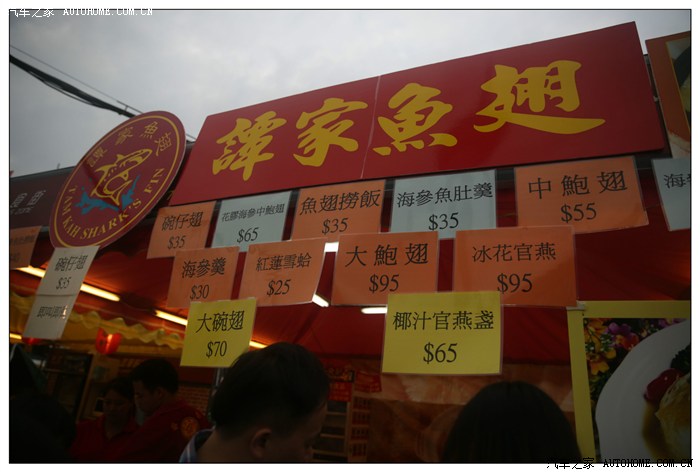 汽车之家 AUTOHOME.COM.CN
譚家魚翅
譚家魚翅
TAM KAH SHARK'S FIN
碗仔翅
$35
花膠海參中鮑翅
$65
魚翅撈飯
$35
海參魚肚羹
$35
中鮑翅
$55
海參羹
$30
紅蓮雪蛤
$25
大鮑翅
$95
冰花官燕
$95
碗仔翅
$35
大碗翅
$70
椰汁官燕盞
$65
汽车之家 AUTOHOME.COM.CN